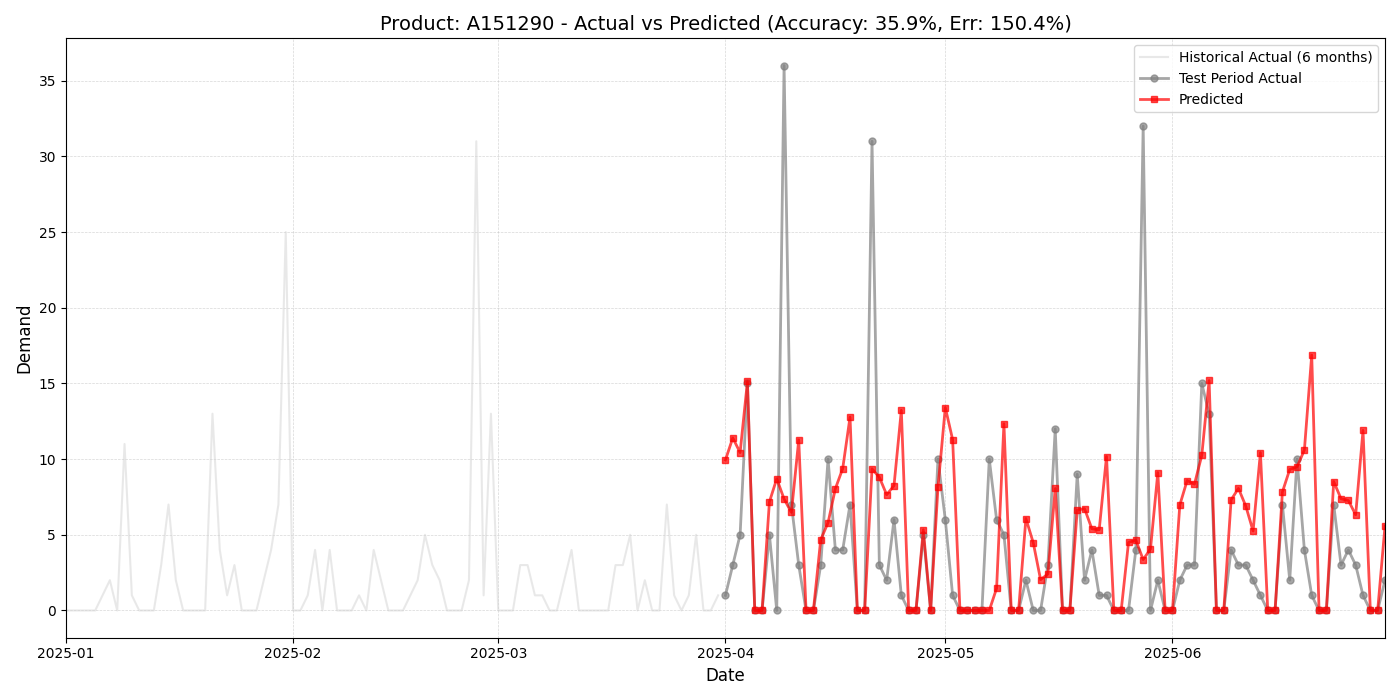 Product: A151290 - Actual vs Predicted (Accuracy: 35.9%, Err: 150.4%)
Historical Actual (6 months)
Test Period Actual
Predicted
Demand
35
30
25
20
15
10
5
0
2025-01
2025-02
2025-03
2025-04
2025-05
2025-06
Date